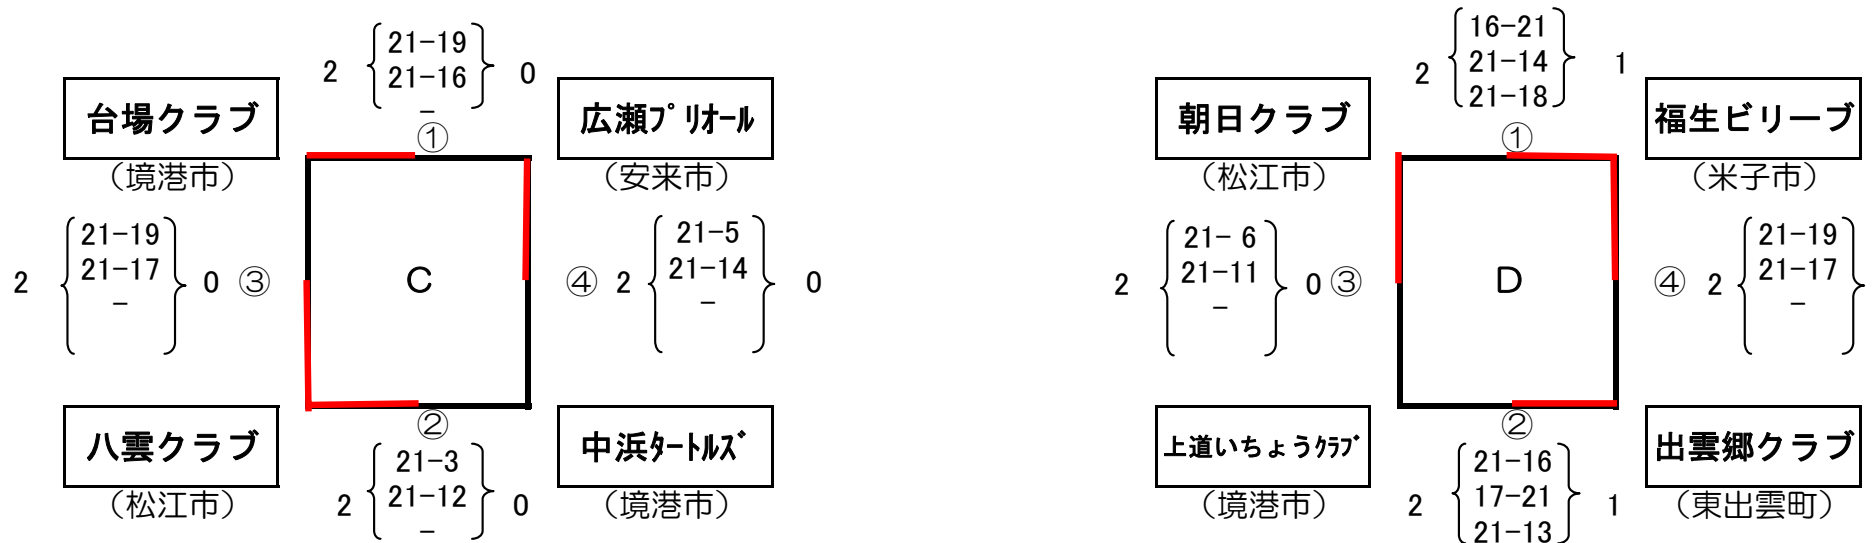 21-19
2 21-16 0
-
台場クラブ 広瀬ﾌﾟﾘｵｰﾙ
①
(境港市) (安来市)
21-19 21-5
21-17 21-14
2 - 0 ③ C ④ 2 - 0
八雲クラブ 中浜ﾀｰﾄﾙｽﾞ
②
(松江市) (境港市)
21-3
2 21-12 0
-
16-21
2 21-14 1
21-18
朝日クラブ 福生ビリーブ
①
(松江市) (米子市)
21- 6 21-19
21-11 21-17
2 - 0 ③ D ④ 2 -
上道いちょうｸﾗﾌﾞ 出雲郷クラブ
②
(境港市) (東出雲町)
21-16
2 17-21 1
21-13